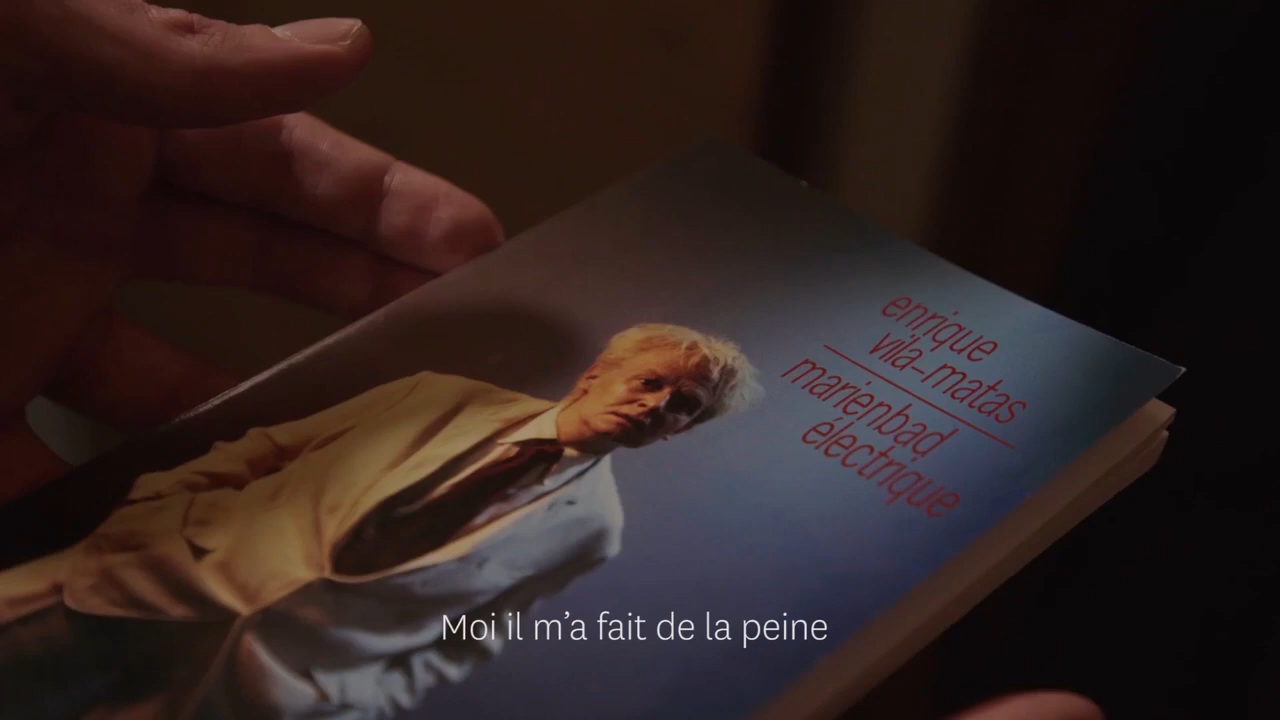 enrique
vila-matas
marienbad
électrique
Moi il m'a fait de la peine